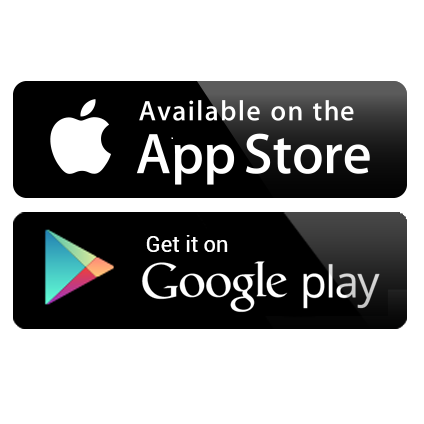 Available on the
App Store
Get it on
Google play